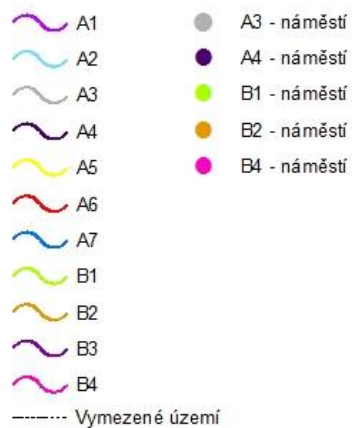 A1
A2
A3
A4
A5
A6
A7
B1
B2
B3
B4
Vymezené území
A3 - náměstí
A4 - náměstí
B1 - náměstí
B2 - náměstí
B4 - náměstí